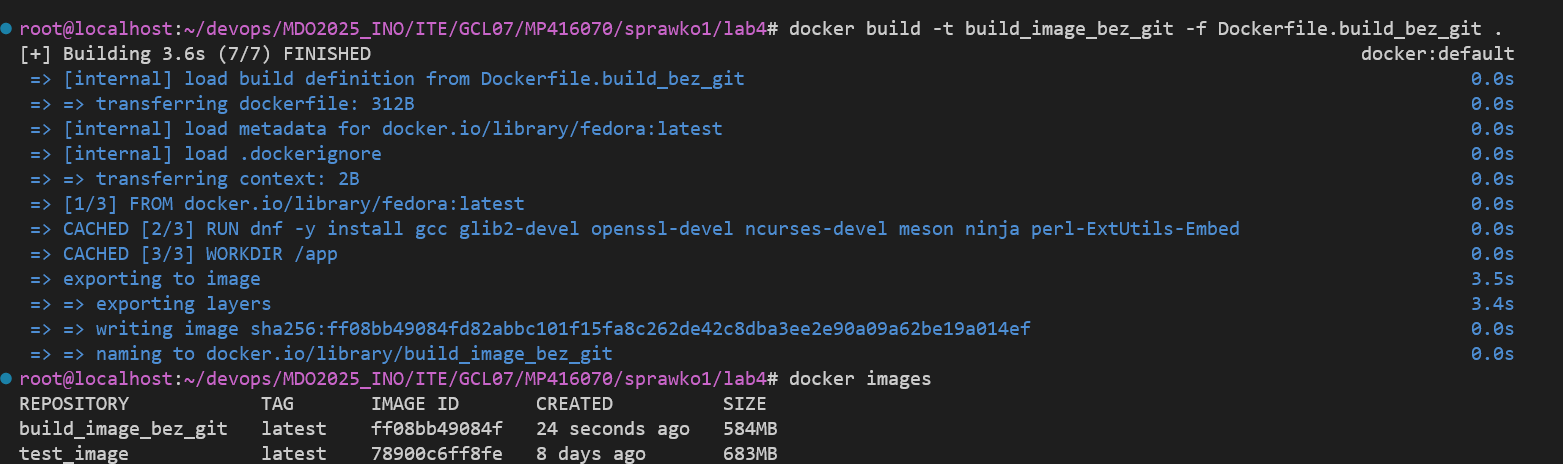 root@localhost:~/devops/MDO2025_INO/ITE/GCL07/MP416070/sprawko1/lab4# docker build -t build_image_bez_git -f Dockerfile.build_bez_git .
[+] Building 3.6s (7/7) FINISHED docker:default
=> [internal] load build definition from Dockerfile.build_bez_git 0.0s
=> => transferring dockerfile: 312B 0.0s
=> [internal] load metadata for docker.io/library/fedora:latest 0.0s
=> [internal] load .dockerignore 0.0s
=> => transferring context: 2B 0.0s
=> [1/3] FROM docker.io/library/fedora:latest 0.0s
=> CACHED [2/3] RUN dnf -y install gcc glib2-devel openssl-devel ncurses-devel meson ninja perl-ExtUtils-Embed 0.0s
=> CACHED [3/3] WORKDIR /app 0.0s
=> exporting to image 3.5s
=> => exporting layers 3.4s
=> => writing image sha256:ff08bb49084fd82abbc101f15fa8c262de42c8dba3ee2e90a09a62be19a014ef 0.0s
=> => naming to docker.io/library/build_image_bez_git 0.0s
root@localhost:~/devops/MDO2025_INO/ITE/GCL07/MP416070/sprawko1/lab4# docker images
REPOSITORY TAG IMAGE ID CREATED SIZE
build_image_bez_git latest ff08bb49084f 24 seconds ago 584MB
test_image latest 78900c6ff8fe 8 days ago 683MB